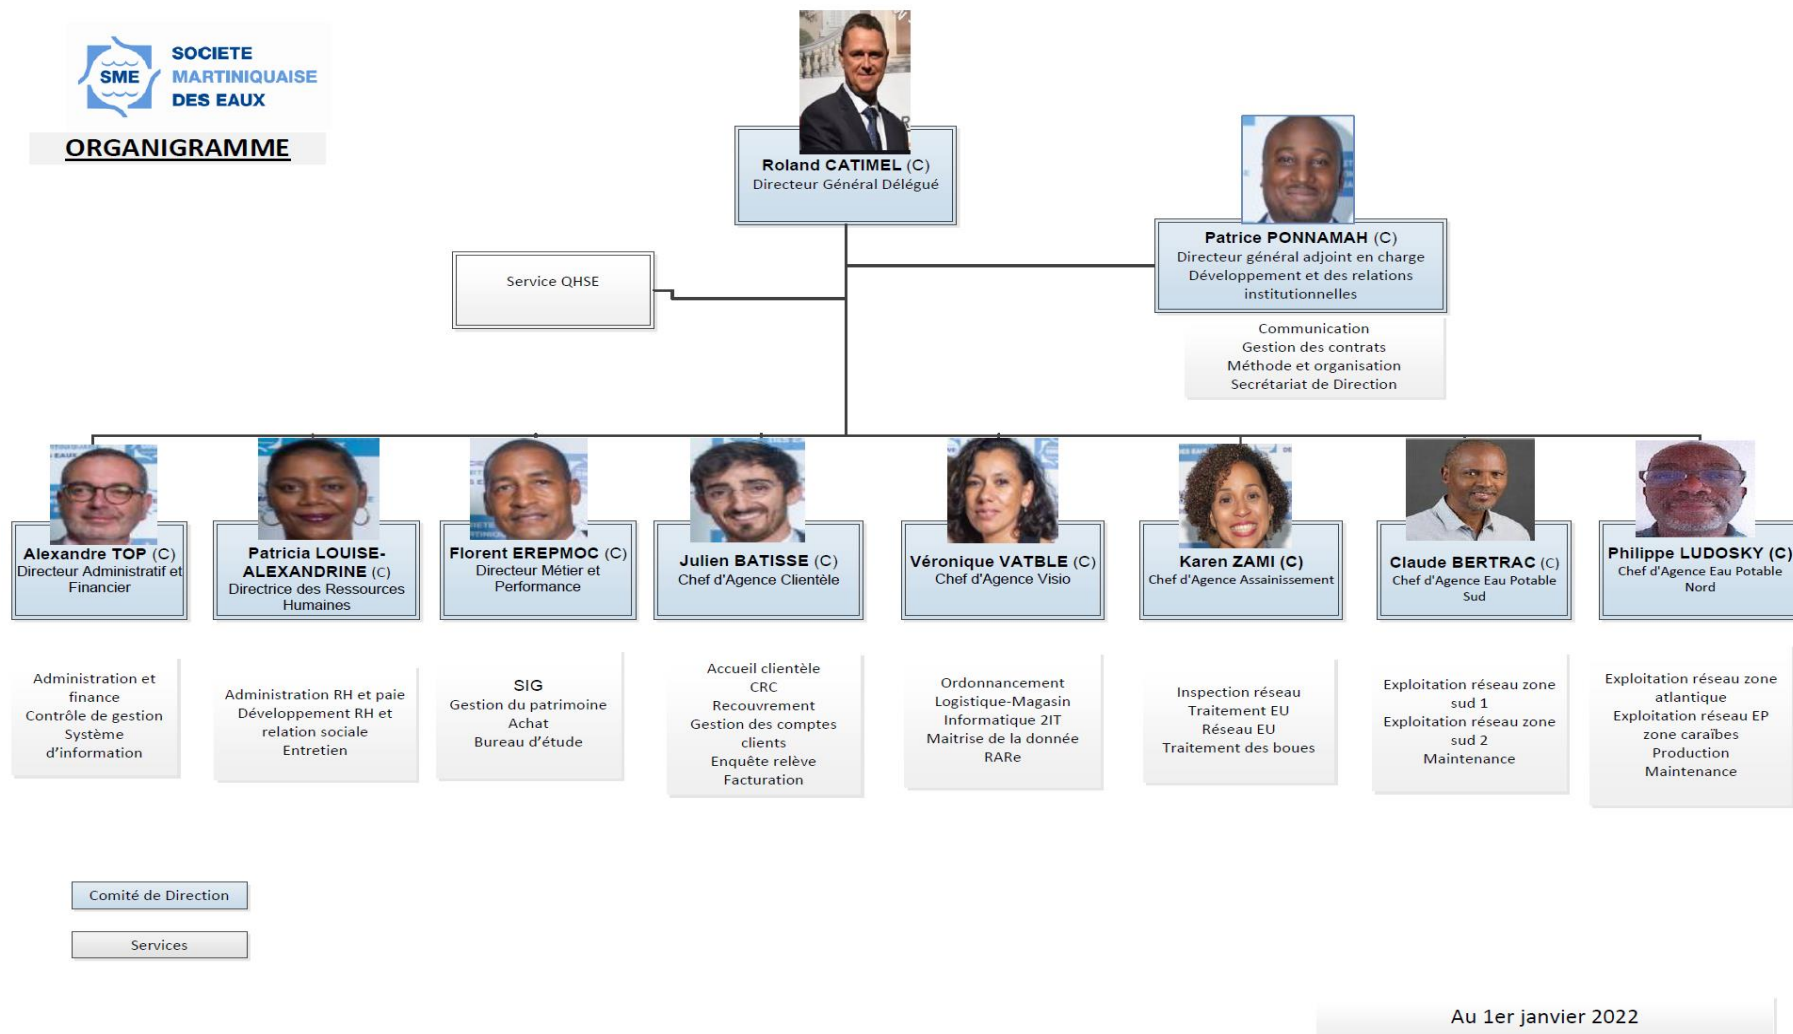 SME
SOCIETE
MARTINIQUAISE
DES EAUX
ORGANIGRAMME
Roland CATIMEL (C)
Directeur Général Délégué
Patrice PONNAMAH (C)
Directeur général adjoint en charge
Développement et des relations
institutionnelles
Service QHSE
Communication
Gestion des contrats
Méthode et organisation
Secrétariat de Direction
Alexandre TOP (C)
Directeur Administratif et
Financier
Patricia LOUISE-
ALEXANDRINE (C)
Directrice des Ressources
Humaines
Florent EREPMOC (C)
Directeur Métier et
Performance
Julien BATISSE (C)
Chef d'Agence Clientèle
Véronique VATBLE (C)
Chef d'Agence Visio
Karen ZAMI (C)
Chef d'Agence Assainissement
Claude BERTRAC (C)
Chef d'Agence Eau Potable
Sud
Philippe LUDOSKY (C)
Chef d'Agence Eau Potable
Nord
Administration et
finance
Contrôle de gestion
Système
d'information
Administration RH et paie
Développement RH et
relation sociale
Entretien
SIG
Gestion du patrimoine
Achat
Bureau d'étude
Accueil clientèle
CRC
Recouvrement
Gestion des comptes
clients
Enquête relève
Facturation
Ordonnancement
Logistique-Magasin
Informatique 2IT
Maitrise de la donnée
RARe
Inspection réseau
Traitement EU
Réseau EU
Traitement des boues
Exploitation réseau zone
sud 1
Exploitation réseau zone
sud 2
Maintenance
Exploitation réseau zone
atlantique
Exploitation réseau EP
zone caraïbes
Production
Maintenance
Comité de Direction
Services
Au 1er janvier 2022